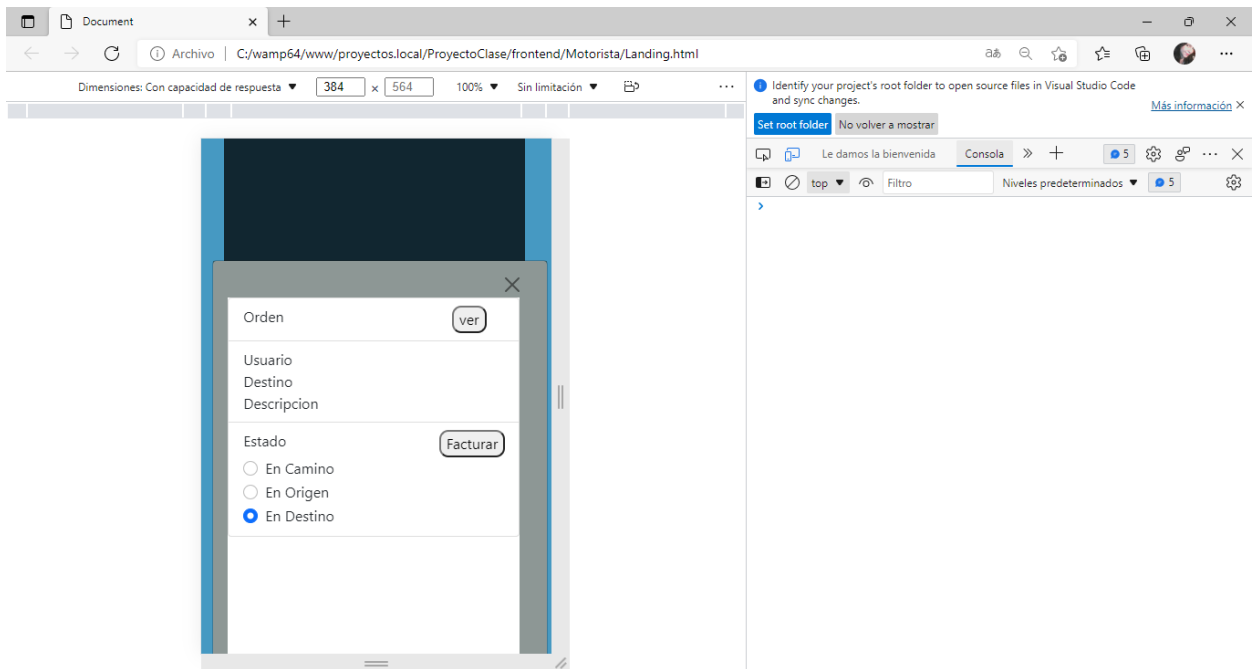 Document
Archivo C:/wamp64/www/proyectos.local/ProyectoClase/frontend/Motorista/Landing.html
Dimensiones: Con capacidad de respuesta ▼ 384 x 564 100% ▼ Sin limitación ▼
Identify your project's root folder to open source files in Visual Studio Code
and sync changes.
Más información
Set root folder No volver a mostrar
Le damos la bienvenida Consola 5
top ▼ Filtro Niveles predeterminados ▼ 5
Orden ver
Usuario
Destino
Descripcion
Estado Facturar
En Camino
En Origen
En Destino